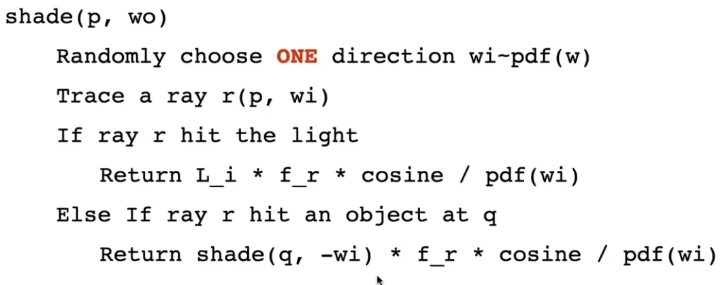 shade(p, wo)
Randomly choose ONE direction wi~pdf(w)
Trace a ray r(p, wi)
If ray r hit the light
Return L_i * f_r * cosine / pdf(wi)
Else If ray r hit an object at q
Return shade(q, -wi) * f_r * cosine / pdf(wi)